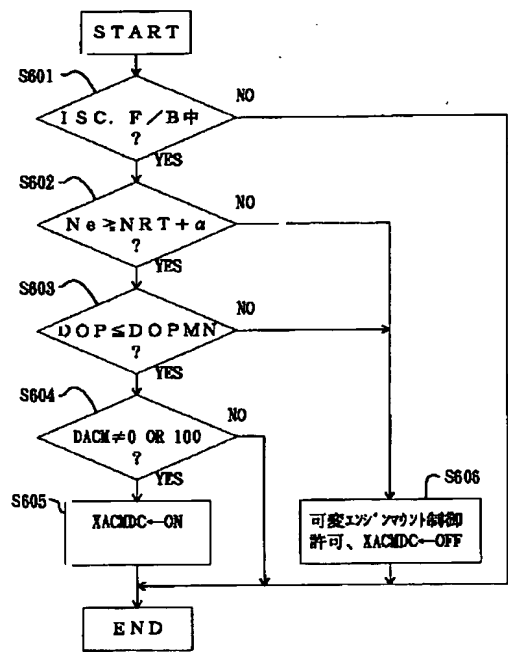 START
S601
ISC. F/B中
?
NO
YES
S602
Ne≧NRT+α
?
NO
YES
S603
DOP≦DOPMN
?
NO
YES
S604
DACM≠0 OR 100
?
NO
YES
S605
XACMDC←ON
S606
可変エンジンマウント制御
許可、XACMDC←OFF
END